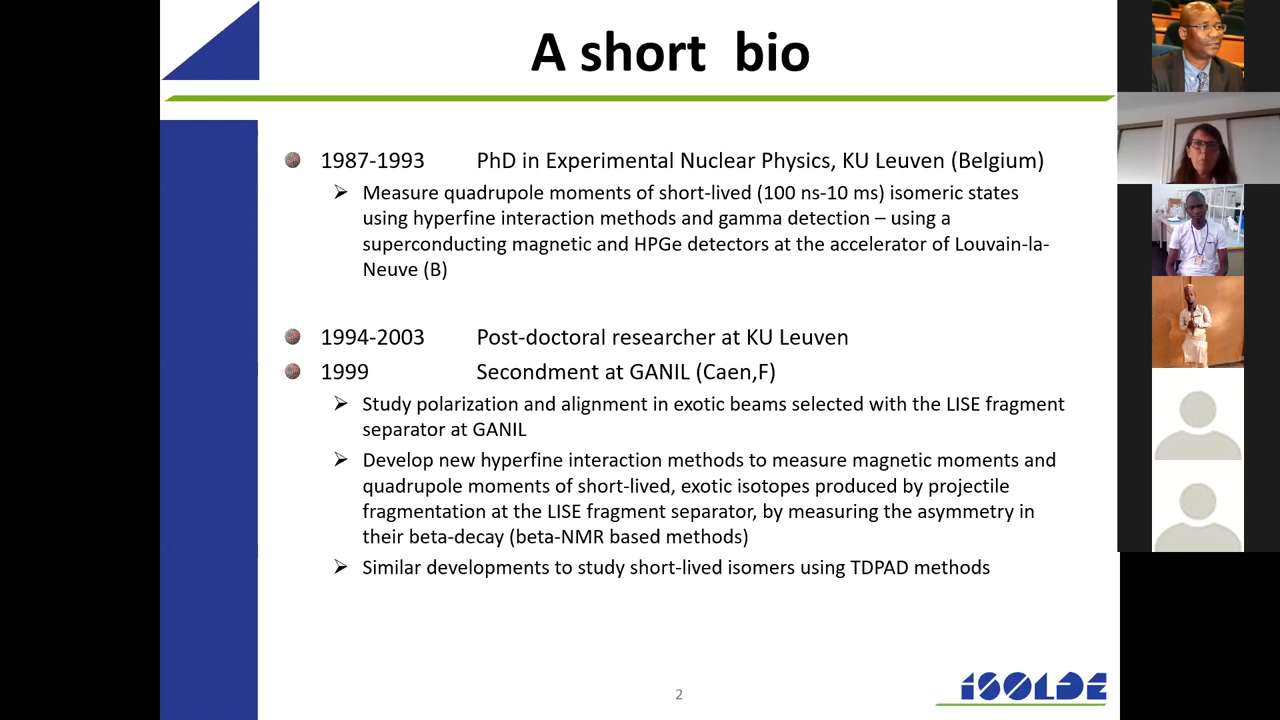 A short bio
1987-1993 PhD in Experimental Nuclear Physics, KU Leuven (Belgium)
Measure quadrupole moments of short-lived (100 ns-10 ms) isomeric states
using hyperfine interaction methods and gamma detection – using a
superconducting magnetic and HPGe detectors at the accelerator of Louvain-la-
Neuve (B)
1994-2003 Post-doctoral researcher at KU Leuven
1999 Secondment at GANIL (Caen,F)
Study polarization and alignment in exotic beams selected with the LISE fragment
separator at GANIL
Develop new hyperfine interaction methods to measure magnetic moments and
quadrupole moments of short-lived, exotic isotopes produced by projectile
fragmentation at the LISE fragment separator, by measuring the asymmetry in
their beta-decay (beta-NMR based methods)
Similar developments to study short-lived isomers using TDPAD methods
2
ISOLDE